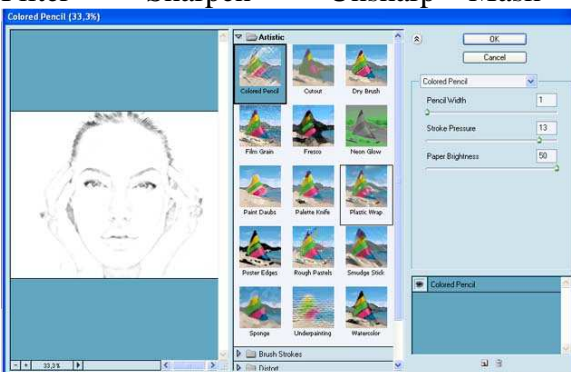 Filter Sharpen Unsharp Mask
Colored Pencil (33,3%)
Artistic
Colored Pencil Cutout Dry Brush
Film Grain Fresco Neon Glow
Paint Daubs Palette Knife Plastic Wrap
Poster Edges Rough Pastels Smudge Stick
Sponge Underpainting Watercolor
Brush Strokes
Distort
33,3%
OK
Cancel
Colored Pencil
Pencil Width 1
Stroke Pressure 13
Paper Brightness 50
Colored Pencil